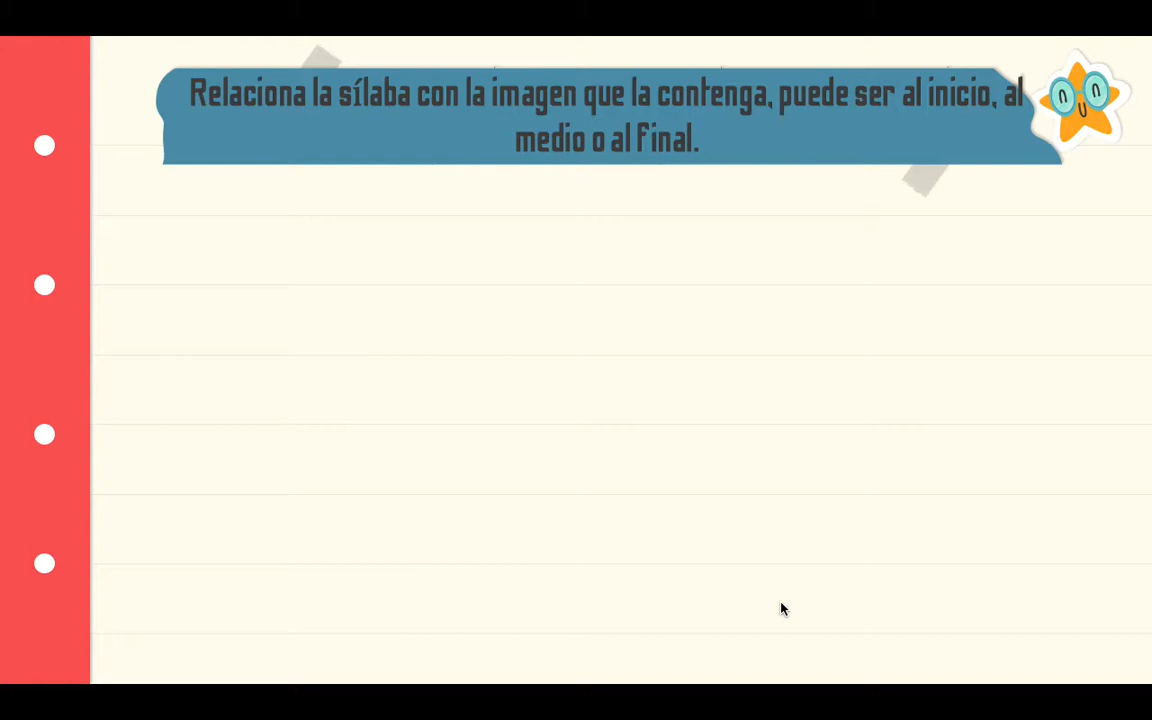 Relaciona la sílaba con la imagen que la contenga, puede ser al inicio, al
medio o al final.